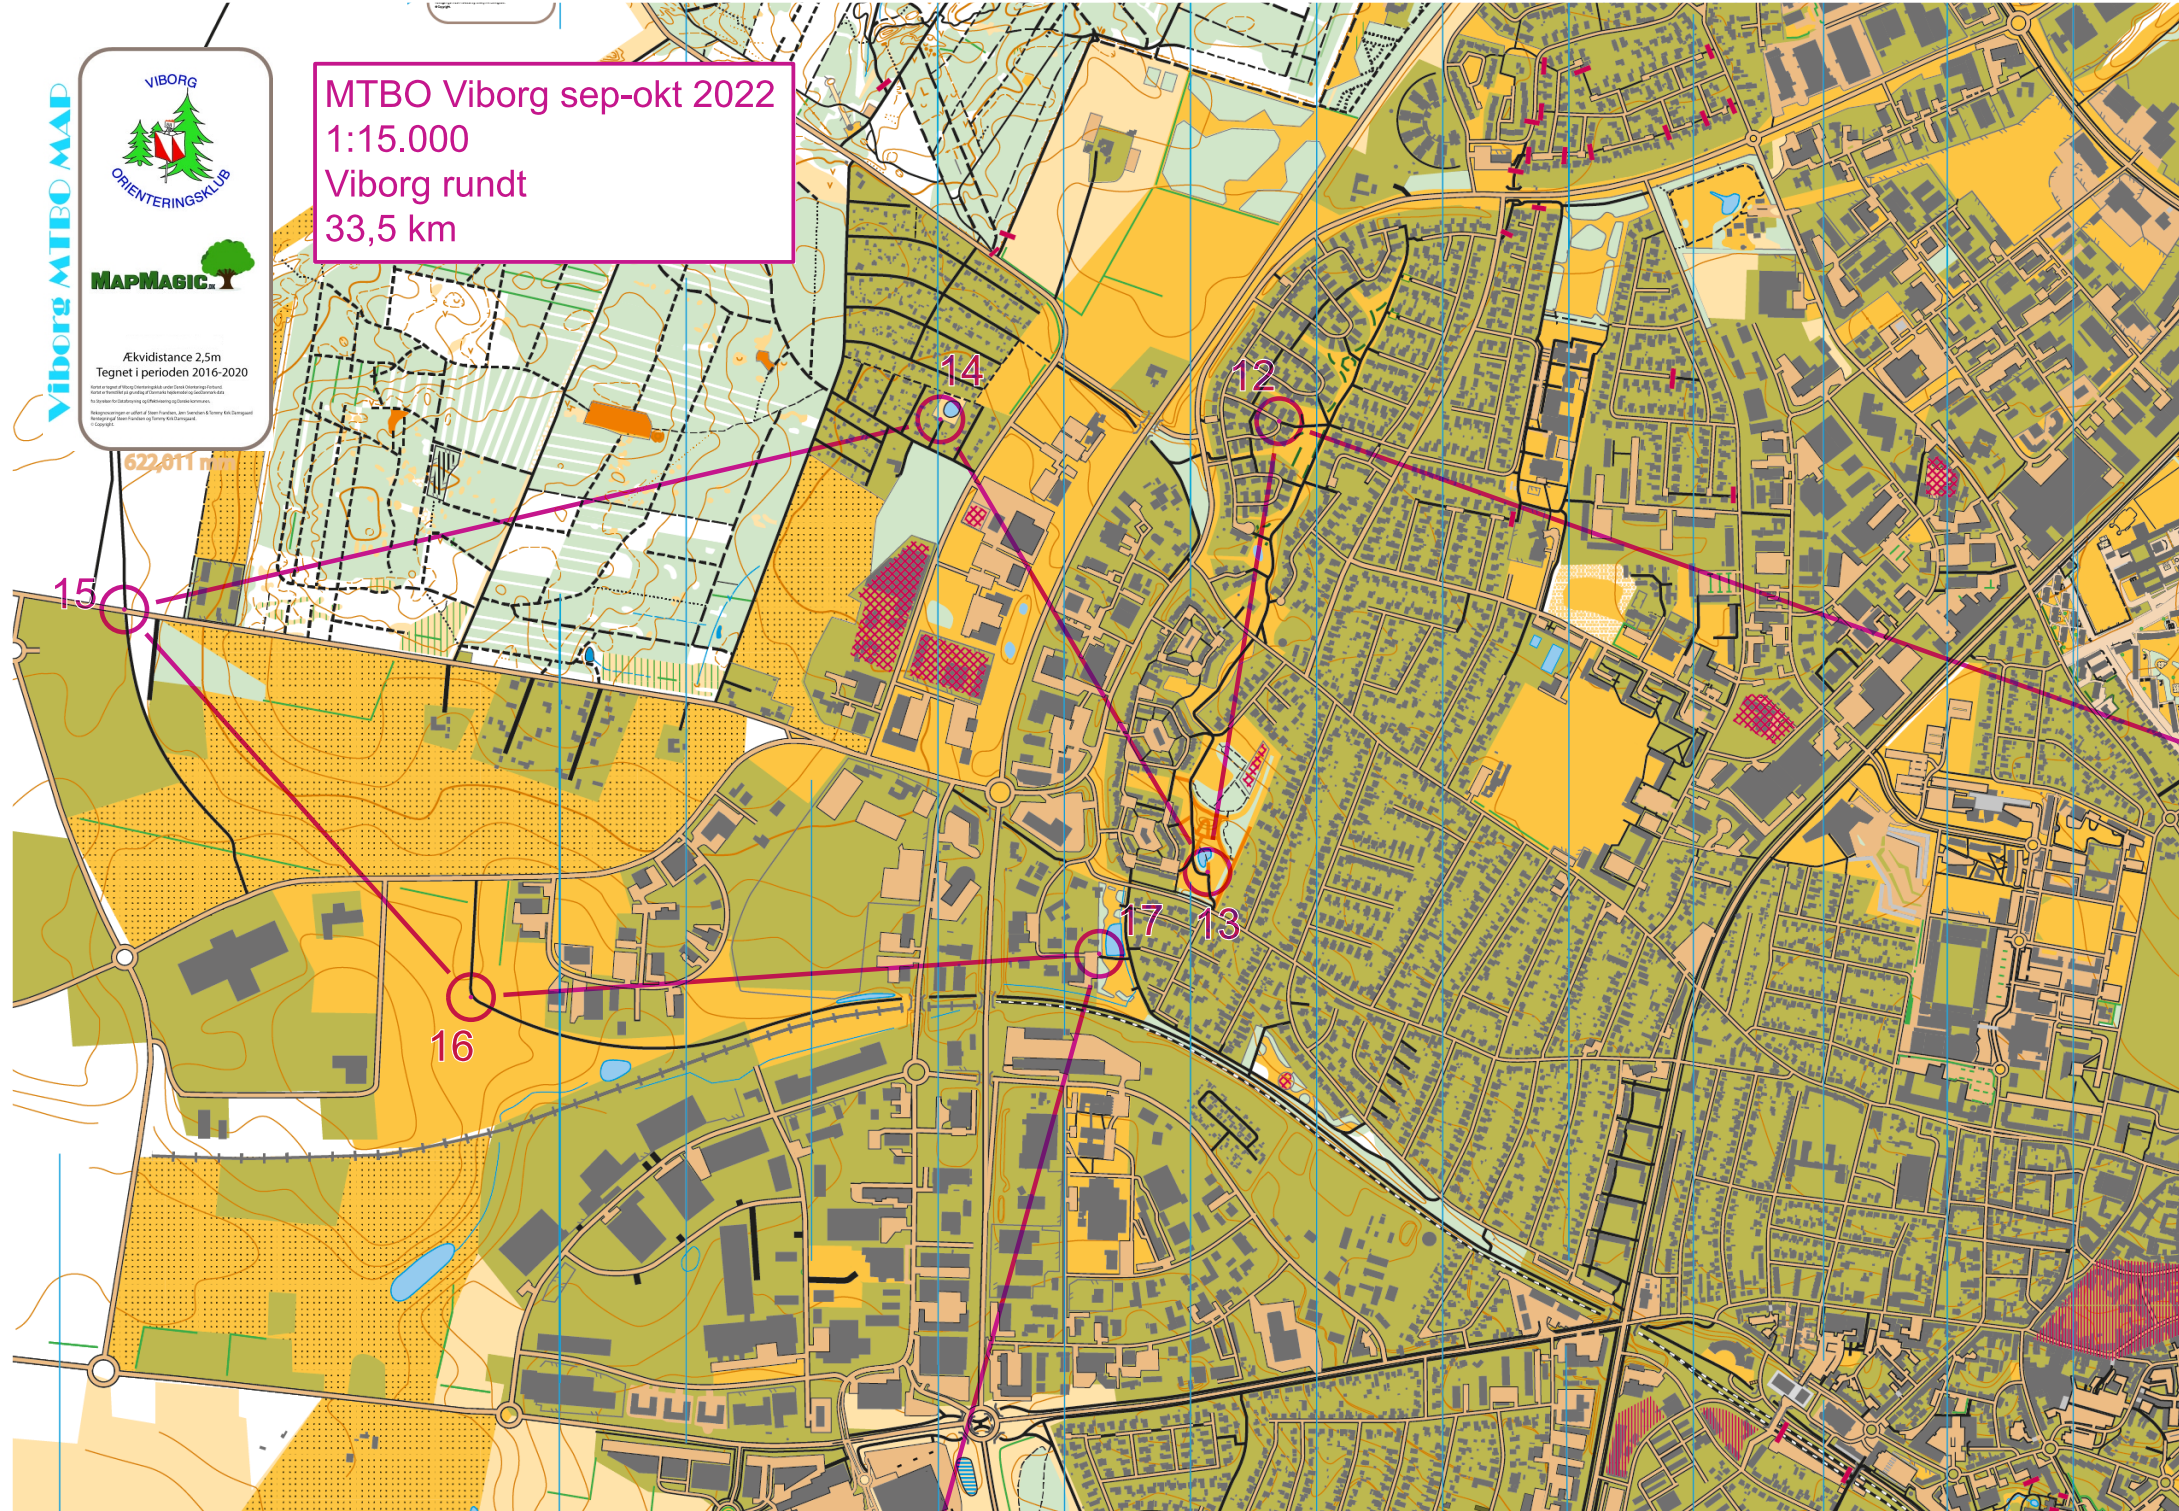 Viborg MTBO MAP
VIBORG
ORIENTERINGSKLUB
MAPMAGIC
Ækvidistance 2,5m
Tegnet i perioden 2016-2020
© Copyright.
MTBO Viborg sep-okt 2022
1:15.000
Viborg rundt
33,5 km
14
12
15
17
13
16